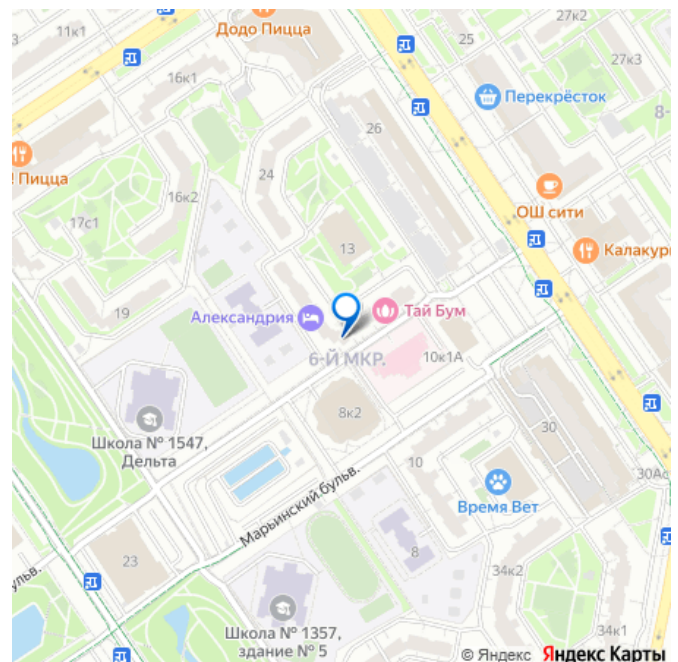 11к1
Додо Пицца
27к2
25
27к3
16к1
Перекрёсток
8-
26
! Пицца
24
16к2
17с1
ОШ сити
13
Калакури
19
Александрия
Тай Бум
6-Й МКР.
10к1А
8к2
Школа № 1547,
Дельта
30
10
30Ас
Марьинский бульв.
Время Вет
23
8
34к2
ульв.
Школа № 1357,
здание № 5
34к1
© Яндекс Яндекс Карты